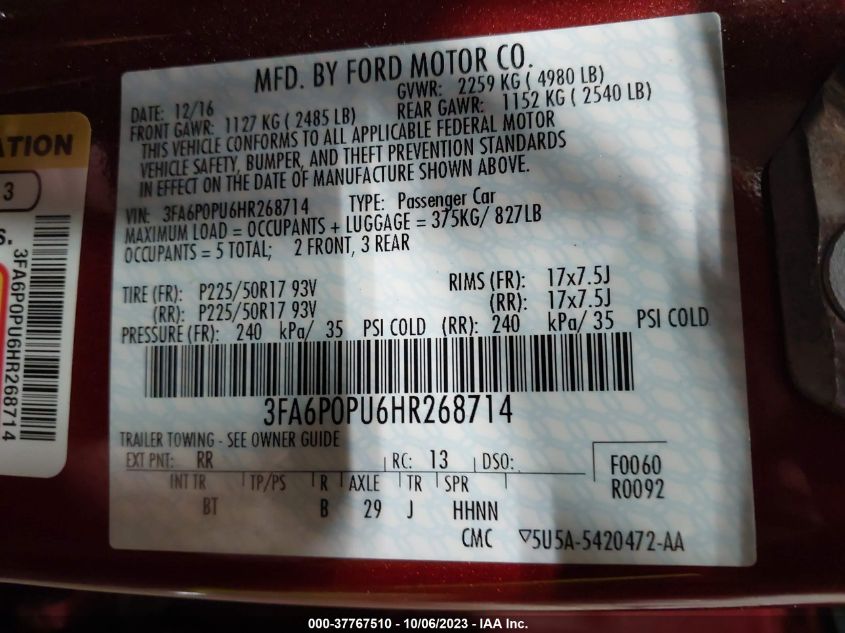 MFD. BY FORD MOTOR CO.
DATE: 12/16 GVWR: 2259 KG ( 4980 LB)
FRONT GAWR: 1127 KG ( 2485 LB) REAR GAWR: 1152 KG ( 2540 LB)
THIS VEHICLE CONFORMS TO ALL APPLICABLE FEDERAL MOTOR
VEHICLE SAFETY, BUMPER, AND THEFT PREVENTION STANDARDS
IN EFFECT ON THE DATE OF MANUFACTURE SHOWN ABOVE.
VIN: 3FA6P0PU6HR268714 TYPE: Passenger Car
MAXIMUM LOAD = OCCUPANTS + LUGGAGE = 375KG/ 827LB
OCCUPANTS = 5 TOTAL; 2 FRONT, 3 REAR
TIRE (FR): P225/50R17 93V RIMS (FR): 17x7.5J
(RR): P225/50R17 93V (RR): 17x7.5J
PRESSURE (FR): 240 kPa/ 35 PSI COLD (RR): 240 kPa/ 35 PSI COLD
3FA6P0PU6HR268714
TRAILER TOWING - SEE OWNER GUIDE
EXT PNT: RR RC: 13 DSO:
INT TR TP/PS R AXLE TR SPR
BT B 29 J HHNN
F0060
R0092
CMC ▽5U5A-5420472-AA
ATION
3
S.
3FA6P0PU6HR268714
000-37767510 - 10/06/2023 - IAA Inc.